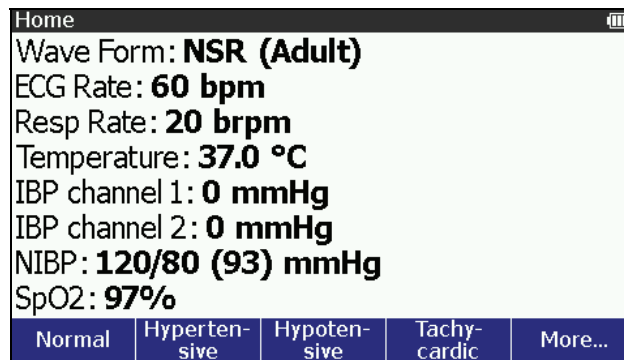 Home
Wave Form: NSR (Adult)
ECG Rate: 60 bpm
Resp Rate: 20 brpm
Temperature: 37.0 °C
IBP channel 1: 0 mmHg
IBP channel 2: 0 mmHg
NIBP: 120/80 (93) mmHg
SpO2: 97%
Normal
Hyperten-
sive
Hypoten-
sive
Tachy-
cardic
More...